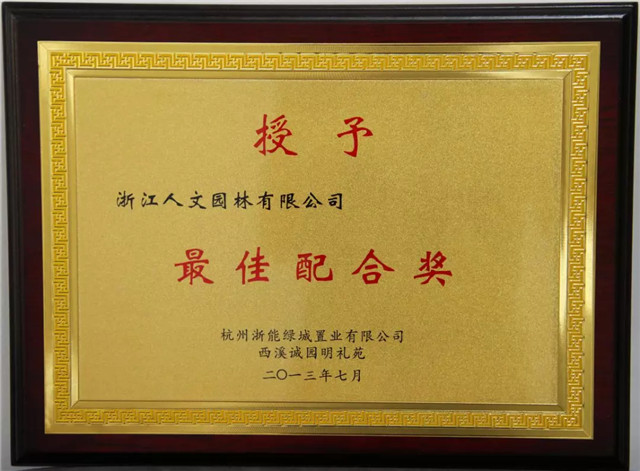 授予
浙江人文园林有限公司
最佳配合奖
杭州浙能绿城置业有限公司
西溪诚园明礼苑
二〇一三年七月